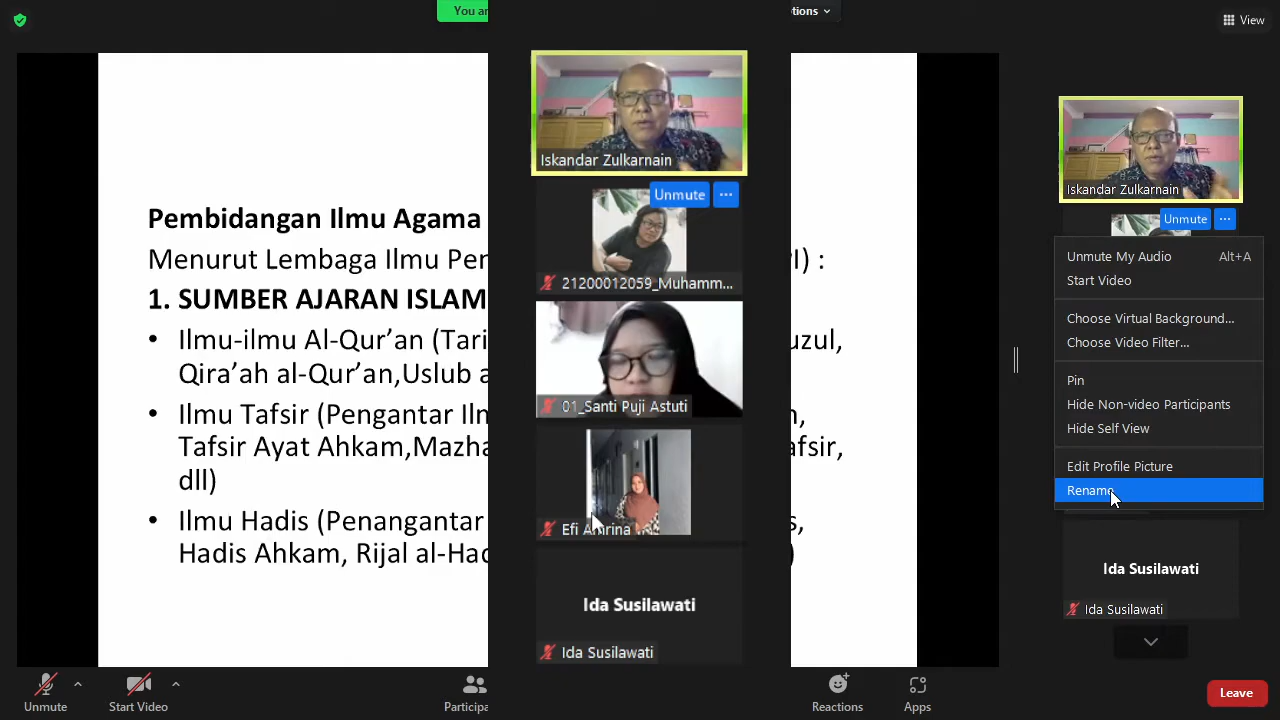 You ar
ptions
View
Pembidangan Ilmu Agama
Menurut Lembaga Ilmu Pen
I) :
1. SUMBER AJARAN ISLAM
• Ilmu-ilmu Al-Qur’an (Tari
uzul,
Qira’ah al-Qur’an,Uslub a
• Ilmu Tafsir (Pengantar Ilm
n,
Tafsir Ayat Ahkam,Mazha
afsir,
dll)
• Ilmu Hadis (Penangantar
s,
Hadis Ahkam, Rijal al-Had
)
Iskandar Zulkarnain
Unmute
21200012059_Muhamm...
01_Santi Puji Astuti
Efi Amrina
Ida Susilawati
Ida Susilawati
Iskandar Zulkarnain
Unmute
Unmute My Audio Alt+A
Start Video
Choose Virtual Background...
Choose Video Filter...
Pin
Hide Non-video Participants
Hide Self View
Edit Profile Picture
Rename
Ida Susilawati
Ida Susilawati
Unmute
Start Video
Participa
Reactions
Apps
Leave